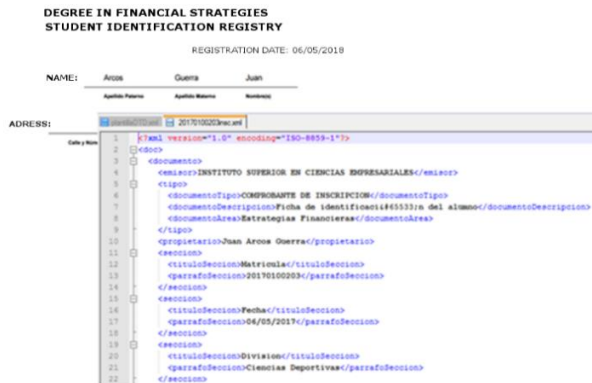 DEGREE IN FINANCIAL STRATEGIES
STUDENT IDENTIFICATION REGISTRY
REGISTRATION DATE: 06/05/2018
NAME: Arcos Guerra Juan
Apellido Paterno Apellido Materno Nombre(s)
ADRESS:
20170100203insc.xml
Calle y Núm
1 <?xml version="1.0" encoding="ISO-8859-1"?>
2 <doc>
3 <documento>
4 <emisor>INSTITUTO SUPERIOR EN CIENCIAS EMPRESARIALES</emisor>
5 <tipo>
6 <documentoTipo>COMPROBANTE DE INSCRIPCION</documentoTipo>
7 <documentoDescripcion>Ficha de identificacii&#65533;n del alumno</documentoDescripcion>
8 <documentoArea>Estrategias Financieras</documentoArea>
9 </tipo>
10 <propietario>Juan Arcos Guerra</propietario>
11 <seccion>
12 <tituloSeccion>Matricula</tituloSeccion>
13 <parrafoSeccion>20170100203</parrafoSeccion>
14 </seccion>
15 <seccion>
16 <tituloSeccion>Fecha</tituloSeccion>
17 <parrafoSeccion>06/05/2017</parrafoSeccion>
18 </seccion>
19 <seccion>
20 <tituloSeccion>Division</tituloSeccion>
21 <parrafoSeccion>Ciencias Deportivas</parrafoSeccion>
22 </seccion>